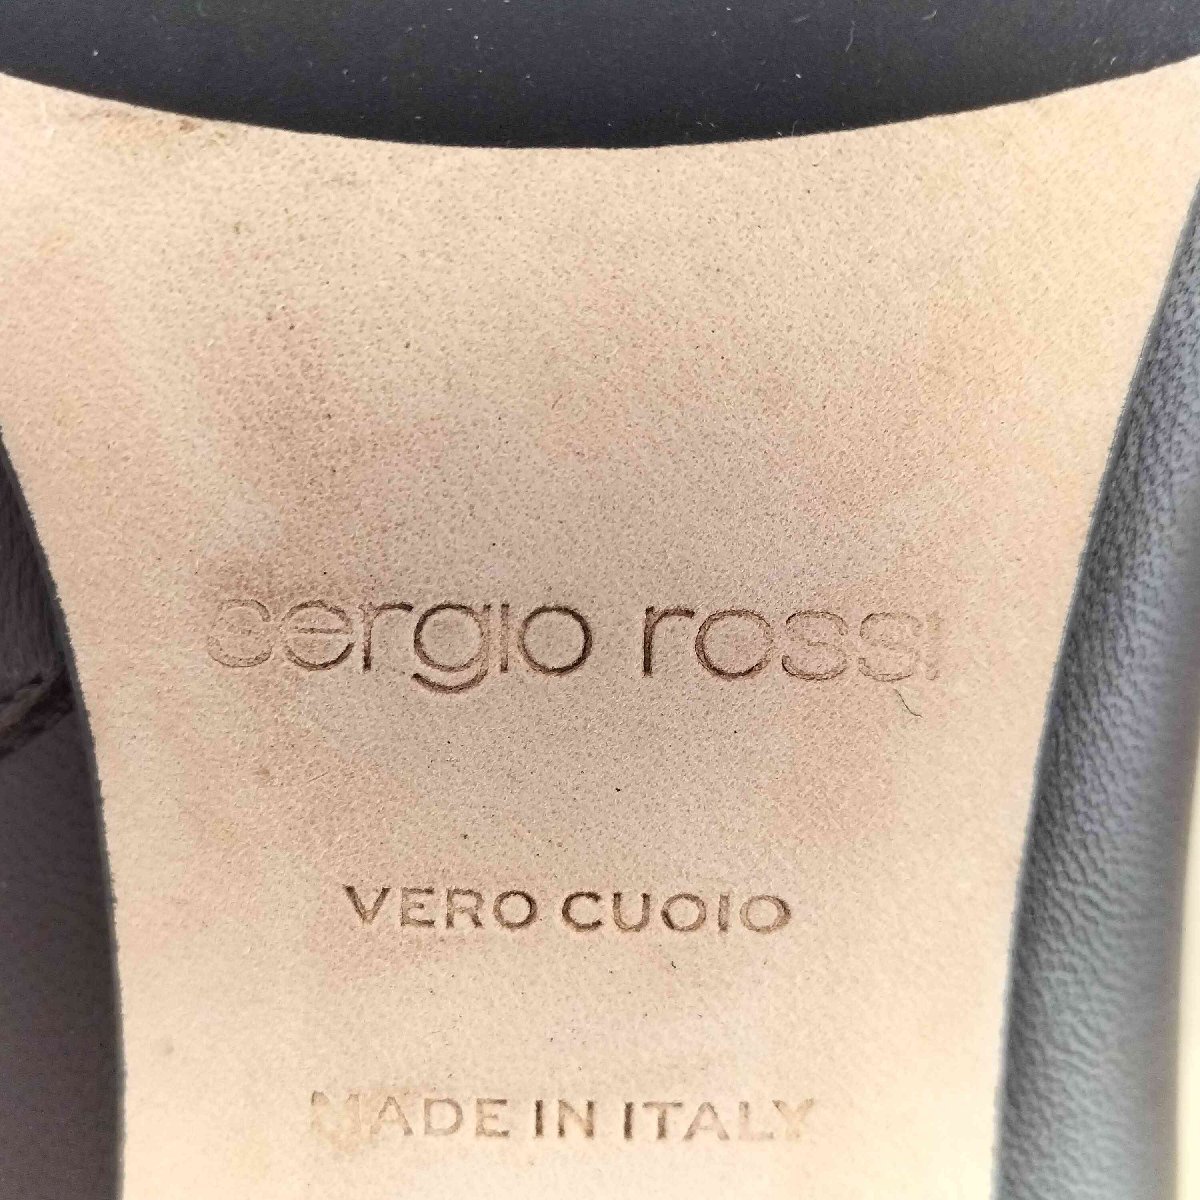 sergio rossi
VERO CUOIO
MADE IN ITALY